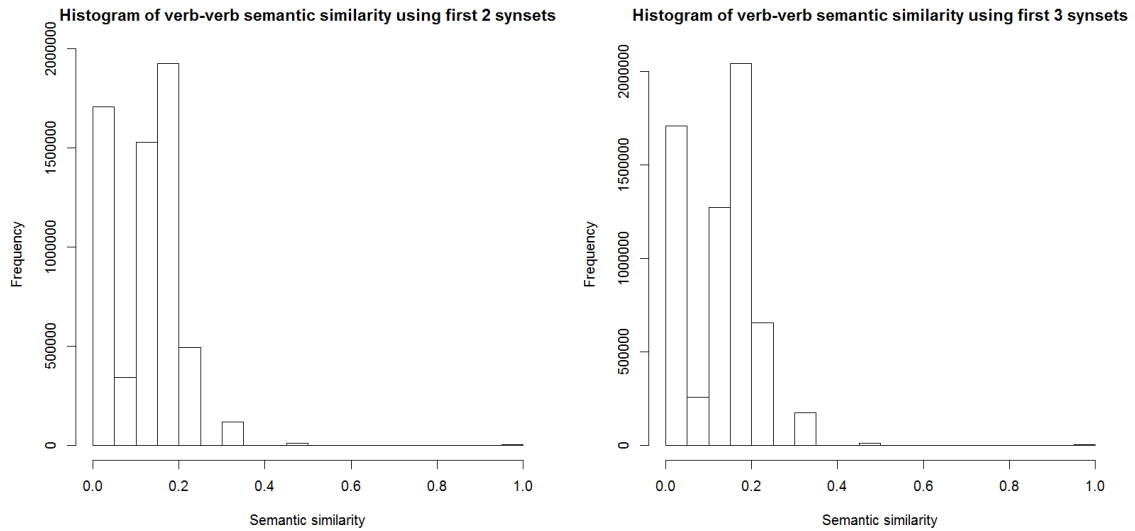 Histogram of verb-verb semantic similarity using first 2 synsets
Frequency
2000000
1500000
1000000
500000
0
0.0 0.2 0.4 0.6 0.8 1.0
Semantic similarity
Histogram of verb-verb semantic similarity using first 3 synsets
Frequency
2000000
1500000
1000000
500000
0
0.0 0.2 0.4 0.6 0.8 1.0
Semantic similarity